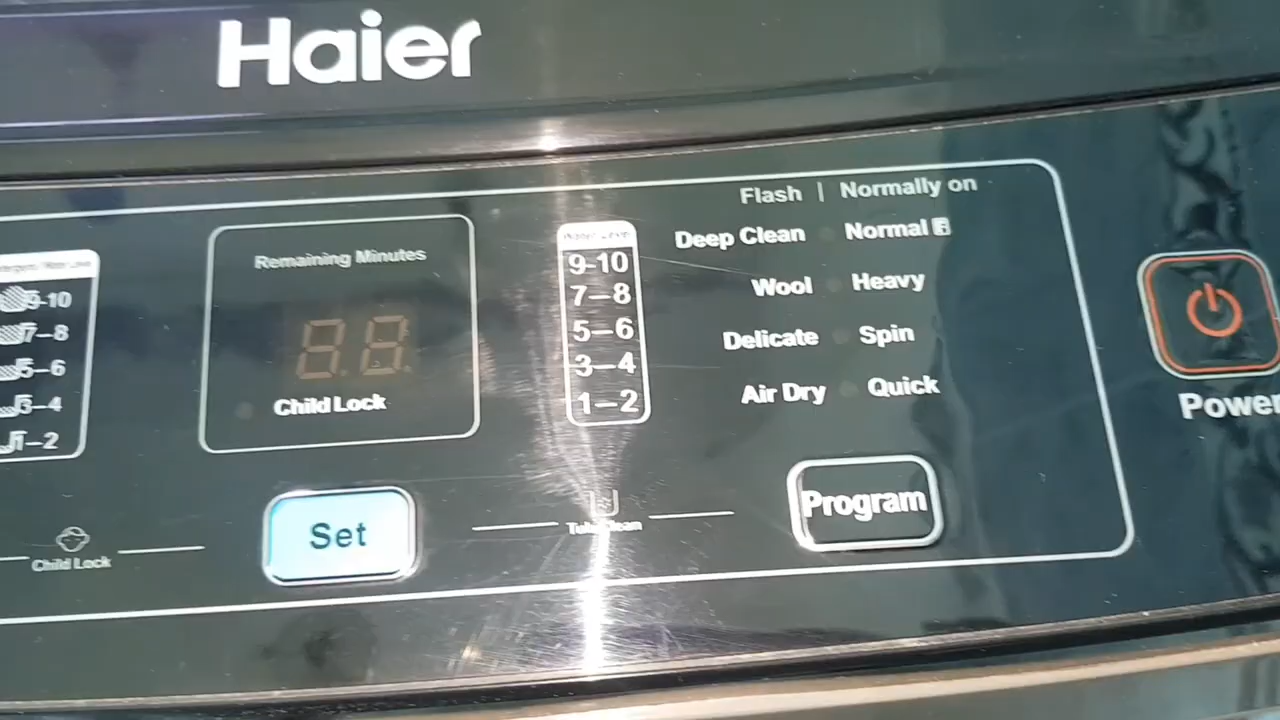 Haier
Flash | Normally on
Deep Clean Normal
Wool Heavy
Delicate Spin
Air Dry Quick
Remaining Minutes
Child Lock
9-10
7–8
5–6
3–4
1–2
9-10
7–8
5–6
3–4
1–2
Set
Program
Power
Child Lock